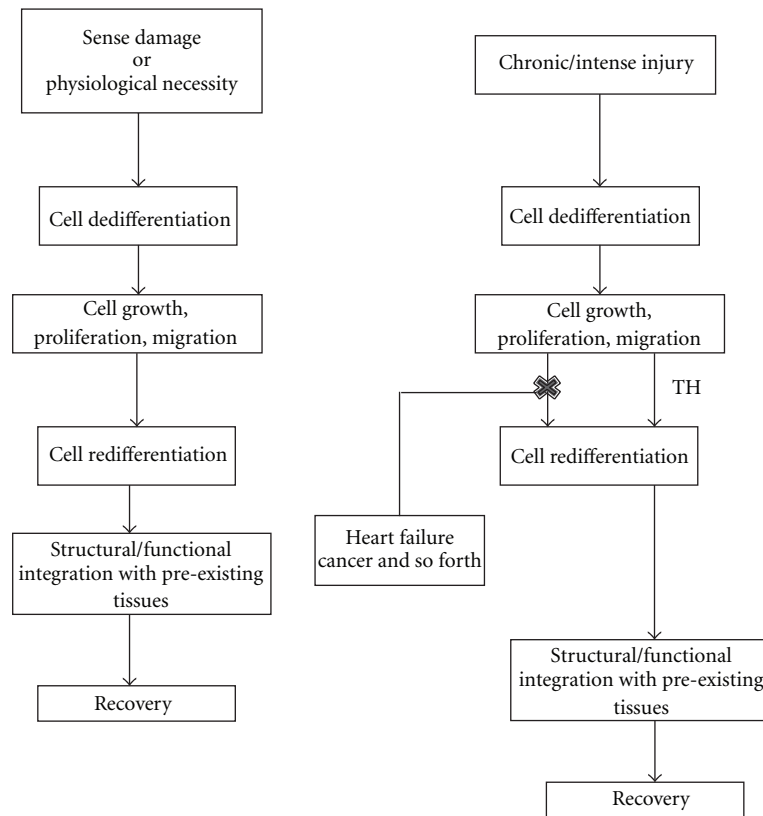 Sense damage
or
physiological necessity
Cell dedifferentiation
Cell growth,
proliferation, migration
Cell redifferentiation
Structural/functional
integration with pre-existing
tissues
Recovery
Chronic/intense injury
Cell dedifferentiation
Cell growth,
proliferation, migration
TH
Cell redifferentiation
Heart failure
cancer and so forth
Structural/functional
integration with pre-existing
tissues
Recovery